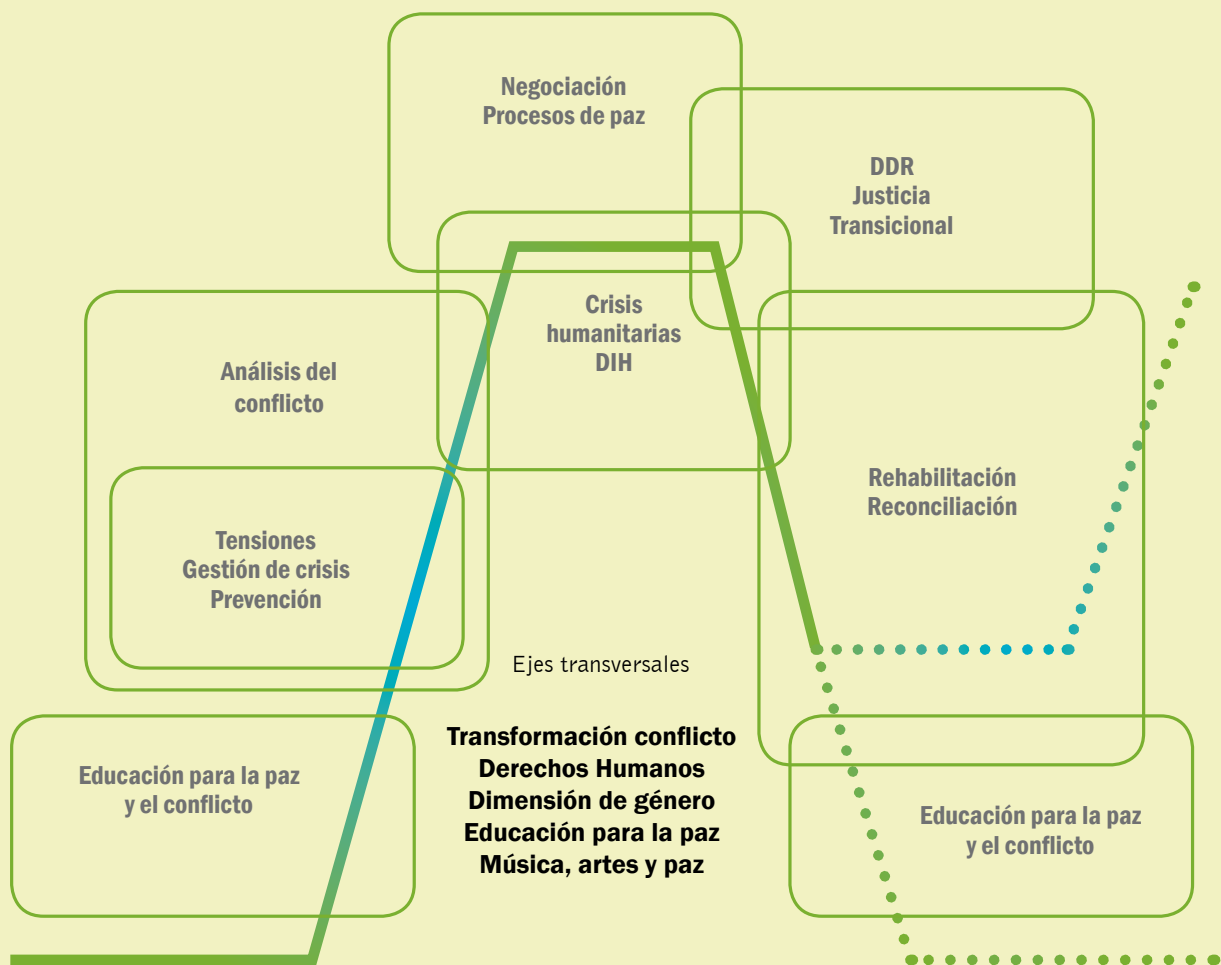 Negociación
Procesos de paz
DDR
Justicia
Transicional
Crisis
humanitarias
DIH
Análisis del
conflicto
Rehabilitación
Reconciliación
Tensiones
Gestión de crisis
Prevención
Ejes transversales
Transformación conflicto
Derechos Humanos
Dimensión de género
Educación para la paz
Música, artes y paz
Educación para la paz
y el conflicto
Educación para la paz
y el conflicto